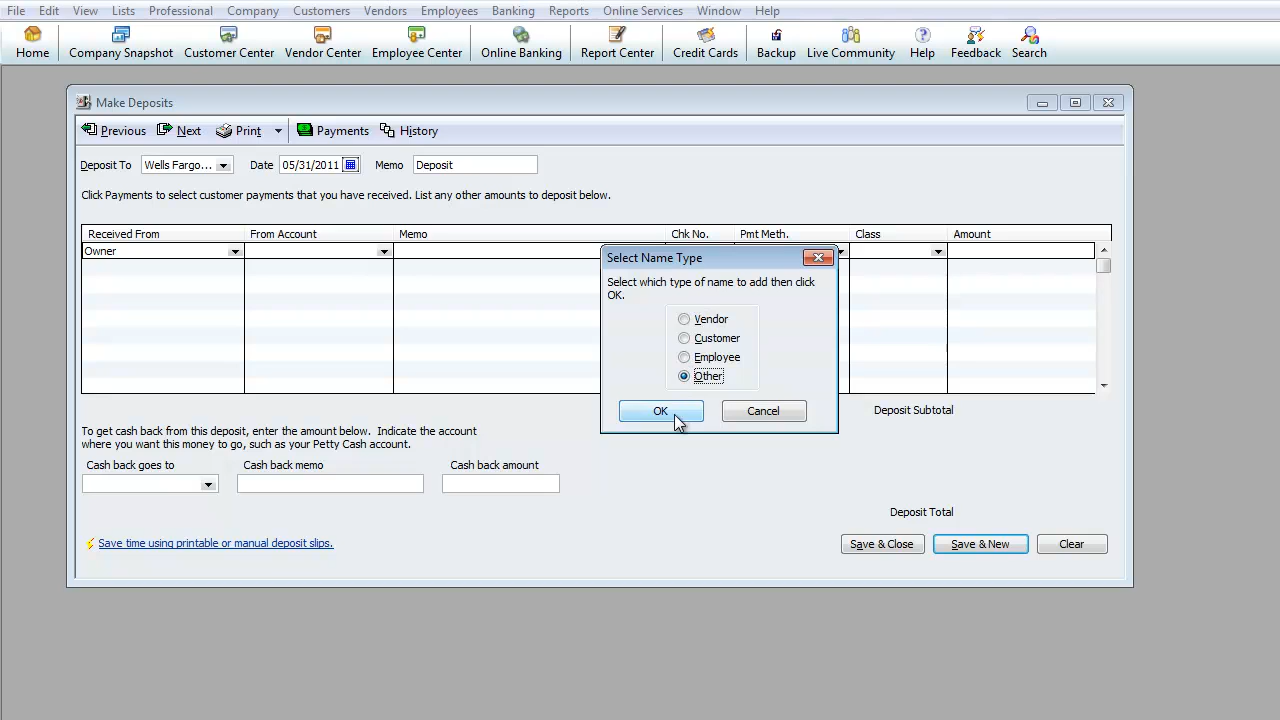 File Edit View Lists Professional Company Customers Vendors Employees Banking Reports Online Services Window Help
Home Company Snapshot Customer Center Vendor Center Employee Center Online Banking Report Center Credit Cards Backup Live Community Help Feedback Search
Make Deposits
Previous Next Print Payments History
Deposit To Wells Fargo... Date 05/31/2011 Memo Deposit
Click Payments to select customer payments that you have received. List any other amounts to deposit below.
Received From From Account Memo Chk No. Pmt Meth. Class Amount
Owner
Select Name Type
Select which type of name to add then click
OK.
Vendor
Customer
Employee
Other
OK Cancel
Deposit Subtotal
To get cash back from this deposit, enter the amount below. Indicate the account
where you want this money to go, such as your Petty Cash account.
Cash back goes to Cash back memo Cash back amount
Deposit Total
Save time using printable or manual deposit slips.
Save & Close Save & New Clear